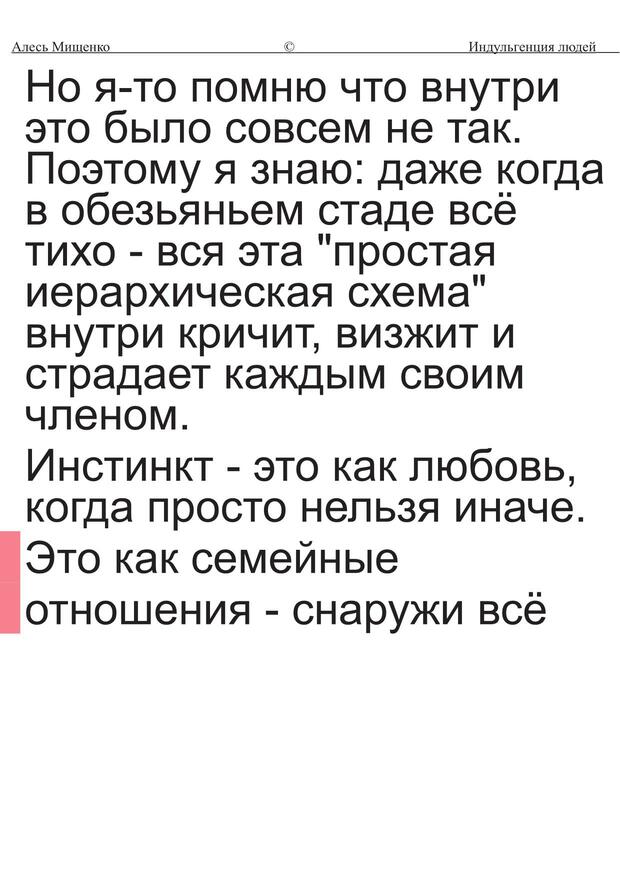 Алесь Мищенко © Индульгенция людей
Но я-то помню что внутри
это было совсем не так.
Поэтому я знаю: даже когда
в обезьяньем стаде всё
тихо - вся эта "простая
иерархическая схема"
внутри кричит, визжит и
страдает каждым своим
членом.
Инстинкт - это как любовь,
когда просто нельзя иначе.
Это как семейные
отношения - снаружи всё